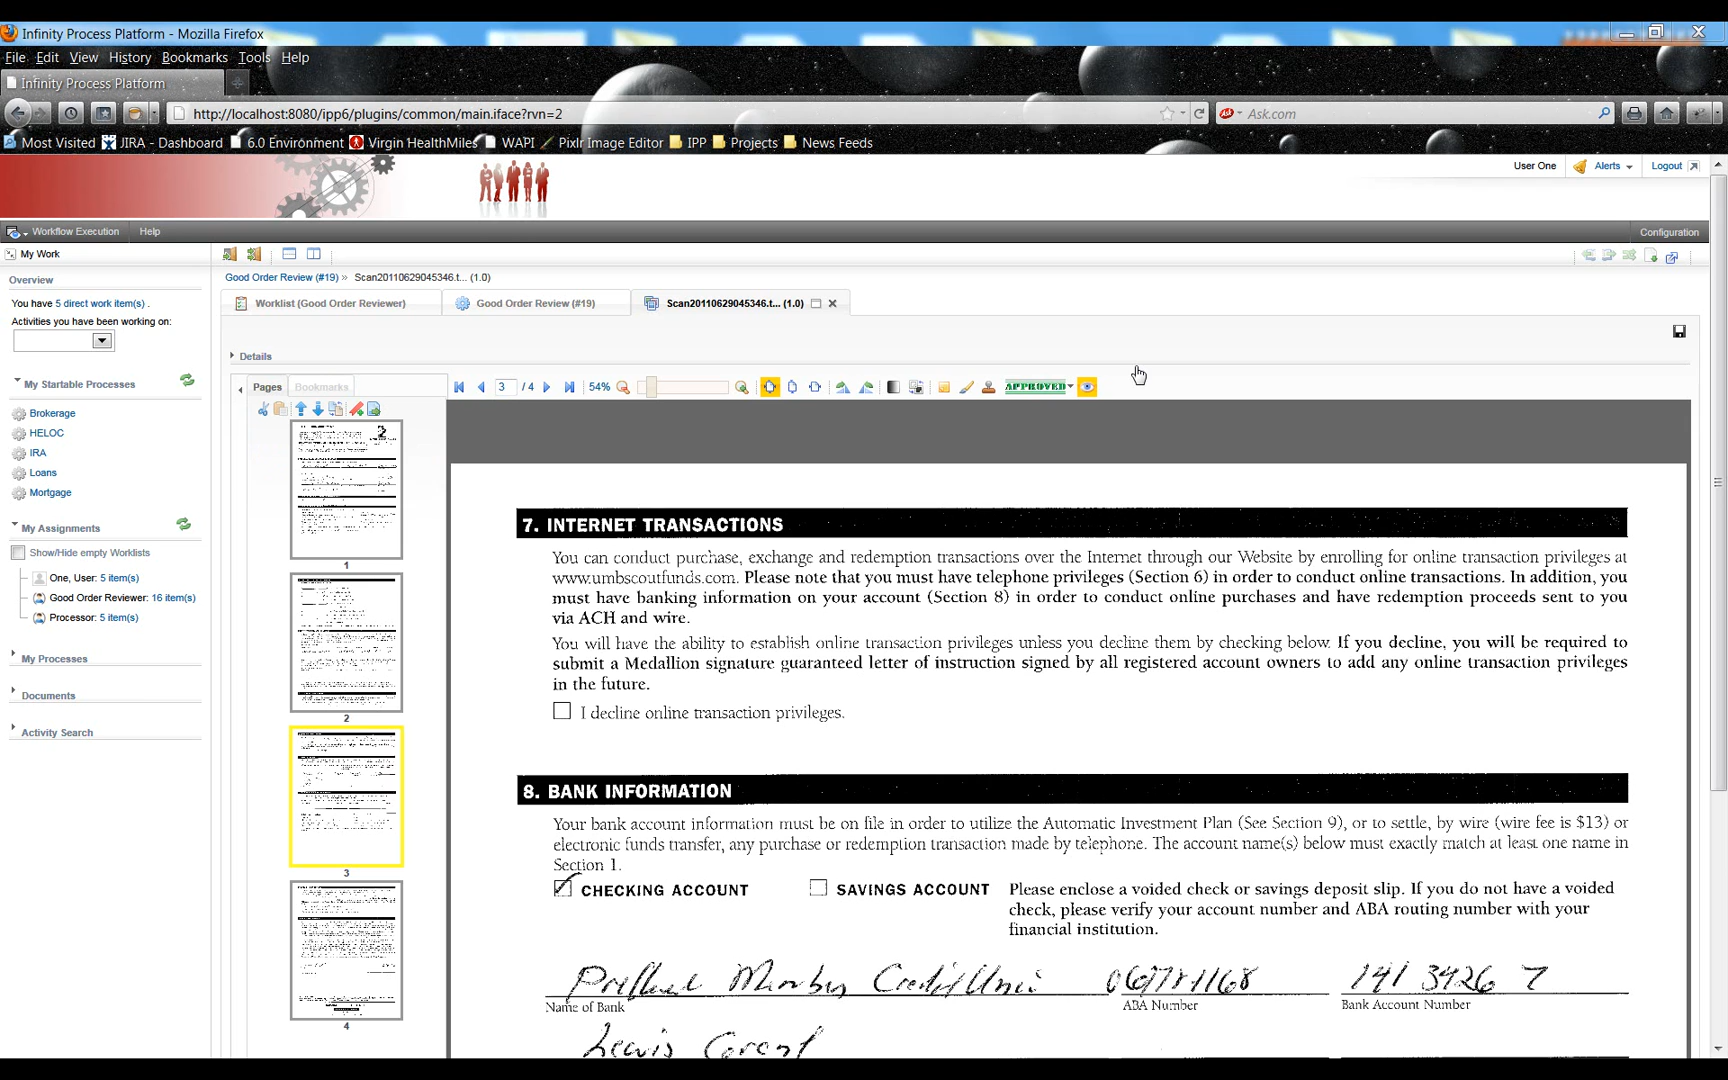 Infinity Process Platform - Mozilla Firefox
File Edit View History Bookmarks Tools Help
Infinity Process Platform
http://localhost:8080/ipp6/plugins/common/main.iface?rvn=2
Ask.com
Most Visited JIRA - Dashboard 6.0 Environment Virgin HealthMiles WAPI Pixlr Image Editor IPP Projects News Feeds
User One Alerts Logout
Workflow Execution Help Configuration
My Work
Overview
You have 5 direct work item(s) .
Activities you have been working on:
My Startable Processes
Brokerage
HELOC
IRA
Loans
Mortgage
My Assignments
Show/Hide empty Worklists
One, User: 5 item(s)
Good Order Reviewer: 16 item(s)
Processor: 5 item(s)
My Processes
Documents
Activity Search
Good Order Review (#19) » Scan20110629045346.t... (1.0)
Worklist (Good Order Reviewer) Good Order Review (#19) Scan20110629045346.t... (1.0)
Details
Pages Bookmarks
3 / 4 54% APPROVED
2
1
2
3
4
7. INTERNET TRANSACTIONS
You can conduct purchase, exchange and redemption transactions over the Internet through our Website by enrolling for online transaction privileges at
www.umbscoutfunds.com. Please note that you must have telephone privileges (Section 6) in order to conduct online transactions. In addition, you
must have banking information on your account (Section 8) in order to conduct online purchases and have redemption proceeds sent to you
via ACH and wire.
You will have the ability to establish online transaction privileges unless you decline them by checking below. If you decline, you will be required to
submit a Medallion signature guaranteed letter of instruction signed by all registered account owners to add any online transaction privileges
in the future.
I decline online transaction privileges.
8. BANK INFORMATION
Your bank account information must be on file in order to utilize the Automatic Investment Plan (See Section 9), or to settle, by wire (wire fee is $13) or
electronic funds transfer, any purchase or redemption transaction made by telephone. The account name(s) below must exactly match at least one name in
Section 1.
CHECKING ACCOUNT SAVINGS ACCOUNT Please enclose a voided check or savings deposit slip. If you do not have a voided
check, please verify your account number and ABA routing number with your
financial institution.
Credit Union 141 3426 7
Name of Bank ABA Number Bank Account Number
Lewis